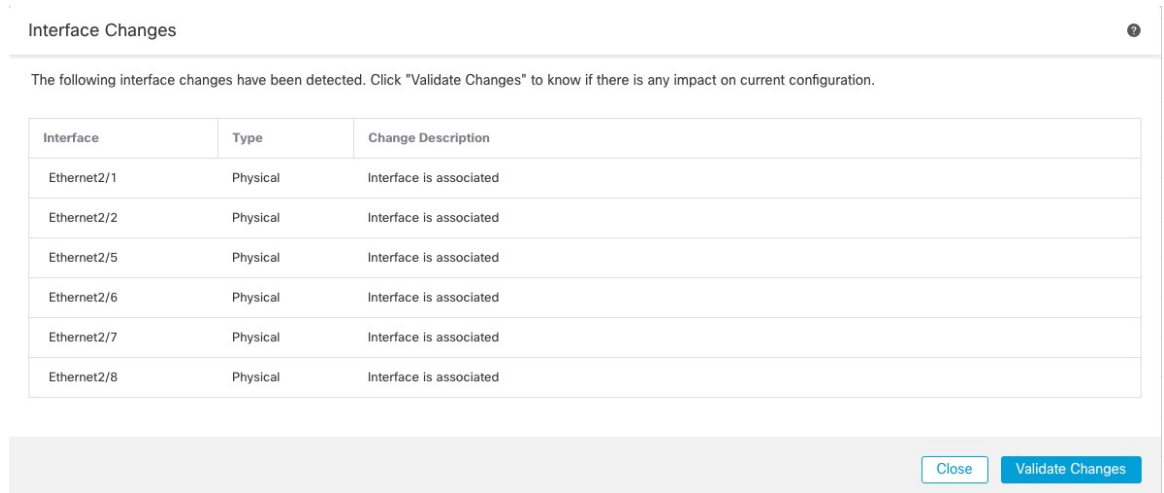 Interface Changes
The following interface changes have been detected. Click "Validate Changes" to know if there is any impact on current configuration.
Interface Type Change Description
Ethernet2/1 Physical Interface is associated
Ethernet2/2 Physical Interface is associated
Ethernet2/5 Physical Interface is associated
Ethernet2/6 Physical Interface is associated
Ethernet2/7 Physical Interface is associated
Ethernet2/8 Physical Interface is associated
Close Validate Changes